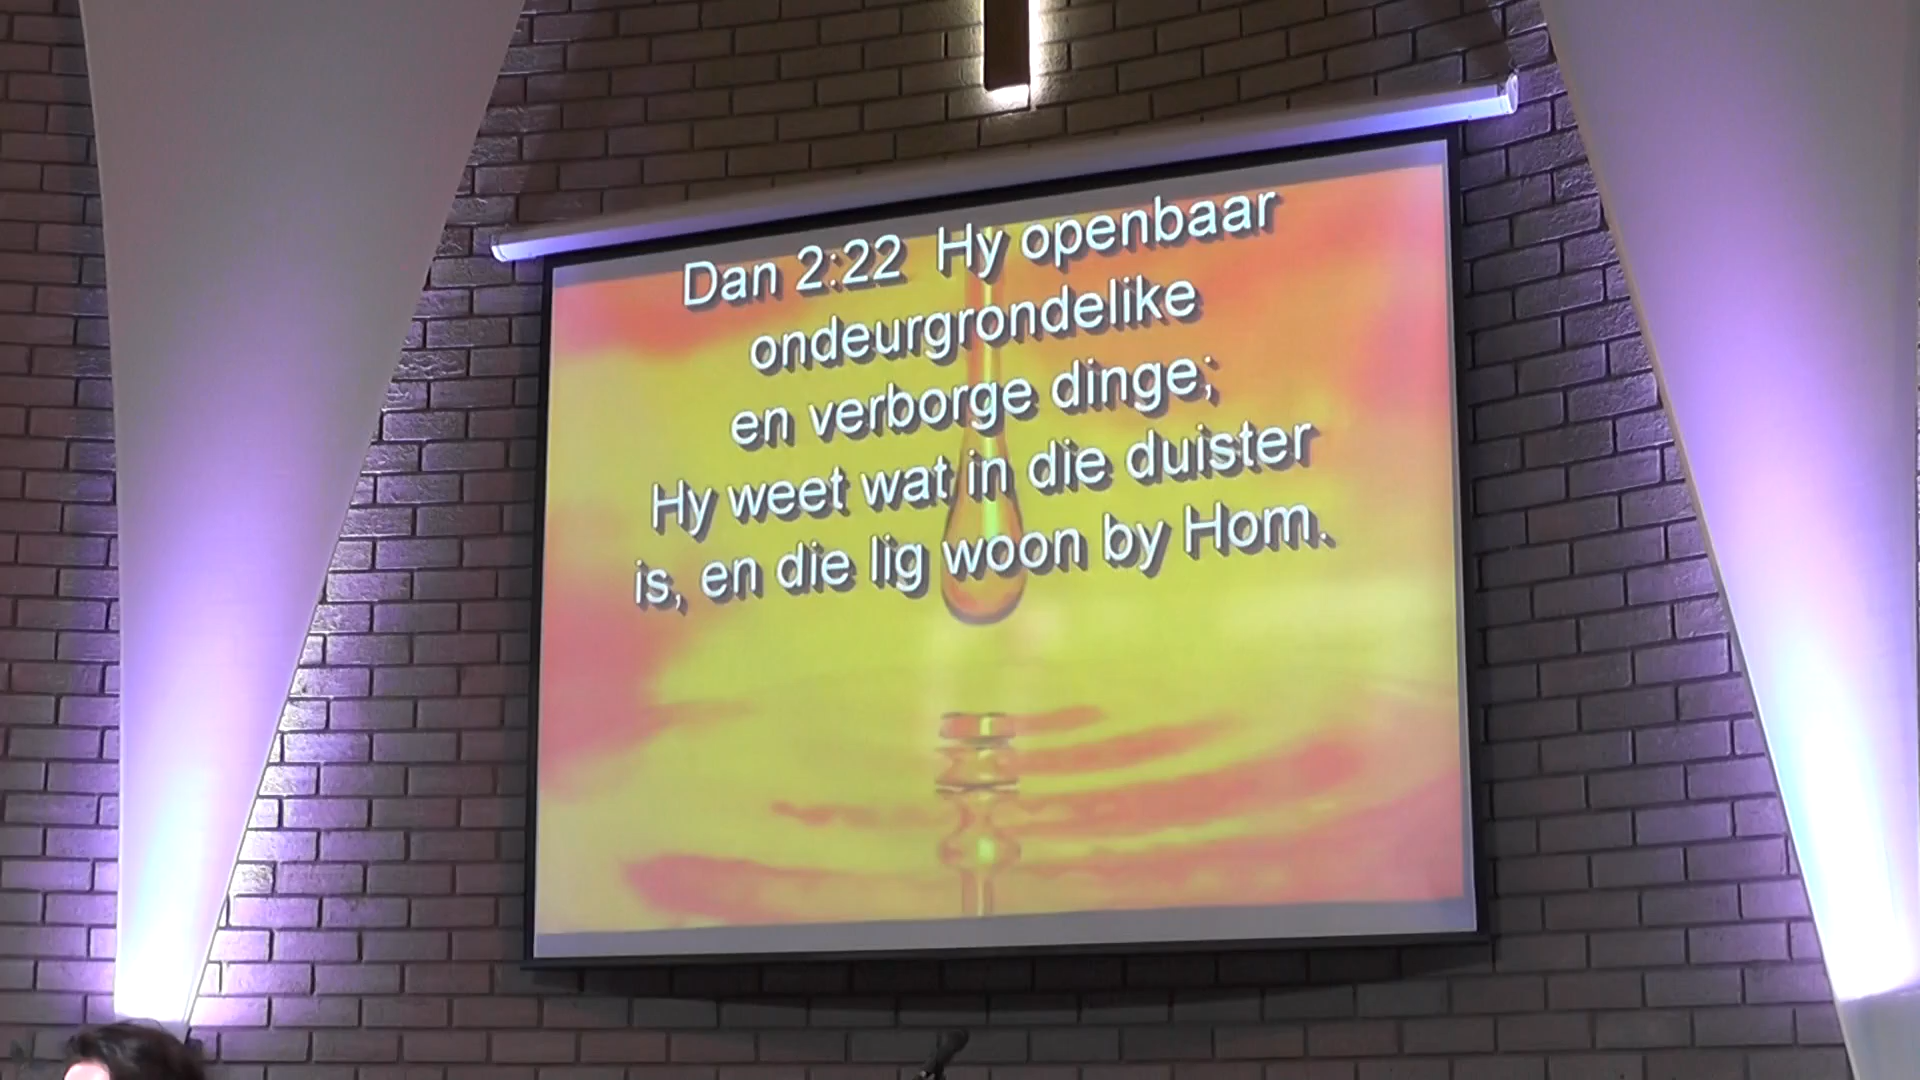 Dan 2:22 Hy openbaar
ondeurgrondelike
en verborge dinge;
Hy weet wat in die duister
is, en die lig woon by Hom.